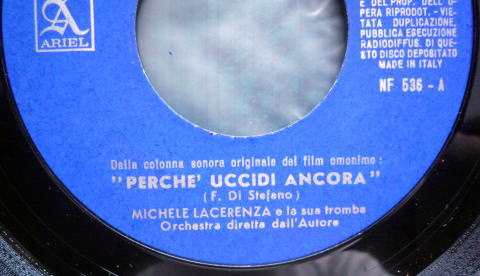 A
ARIEL
E DEL PROP. DELL'O-
PERA RIPRODOT. - VIE-
TATA DUPLICAZIONE,
PUBBLICA ESECUZIONE
RADIODIFFUS. DI QUE-
STO DISCO DEPOSITATO
MADE IN ITALY
NF 536 - A
Dalla colonna sonora originale del film omonimo:
"PERCHE' UCCIDI ANCORA"
(F. Di Stefano)
MICHELE LACERENZA e la sua tromba
Orchestra diretta dall'Autore